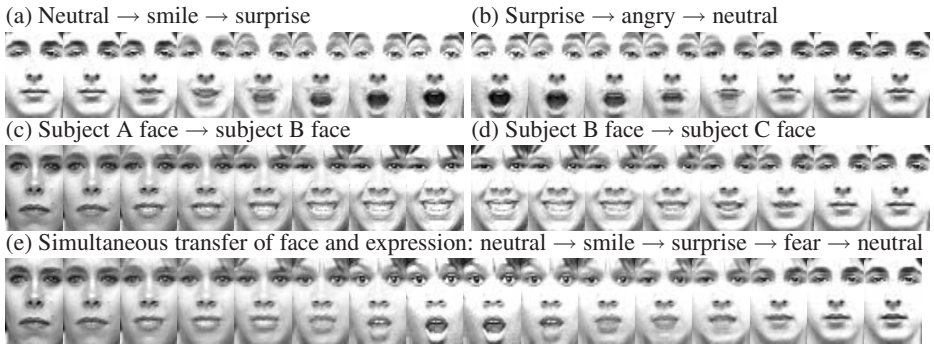 (a) Neutral → smile → surprise
(b) Surprise → angry → neutral
(c) Subject A face → subject B face
(d) Subject B face → subject C face
(e) Simultaneous transfer of face and expression: neutral → smile → surprise → fear → neutral